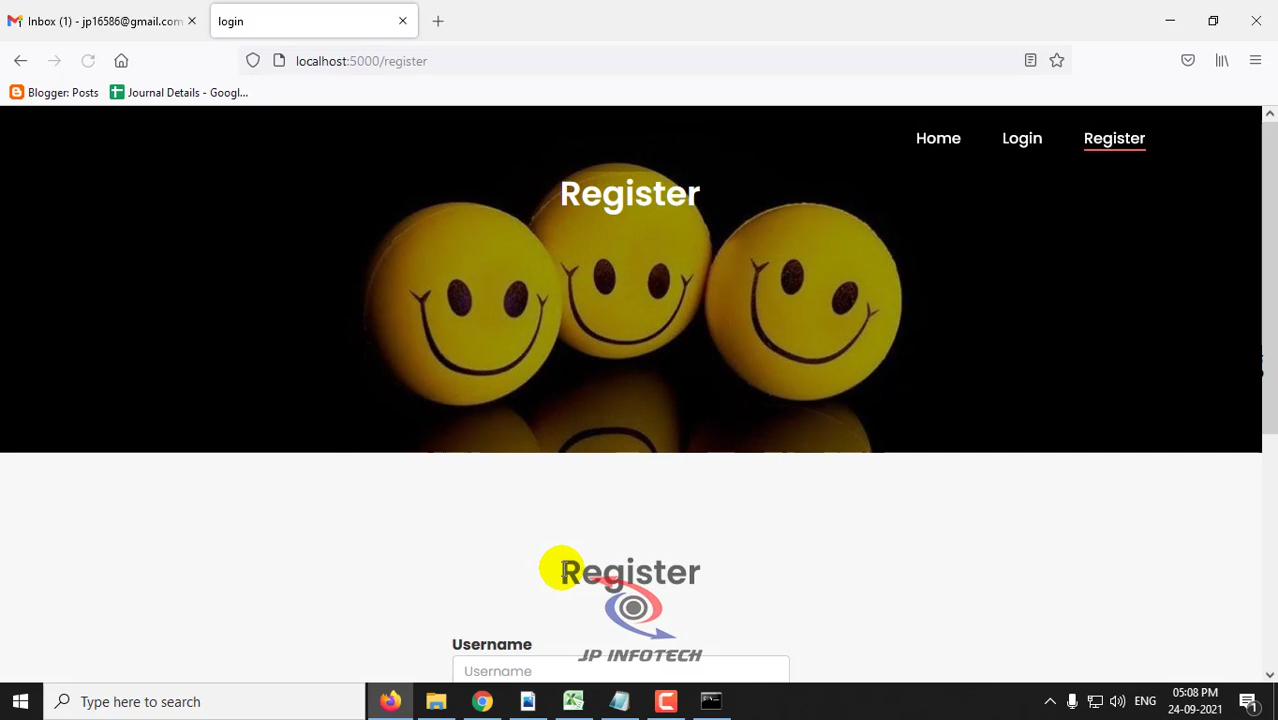 Inbox (1) - jp16586@gmail.com
login
localhost:5000/register
Blogger: Posts
Journal Details - Googl...
Home
Login
Register
Register
Register
JP INFOTECH
Username
Username
Type here to search
ENG
05:08 PM
24-09-2021
1